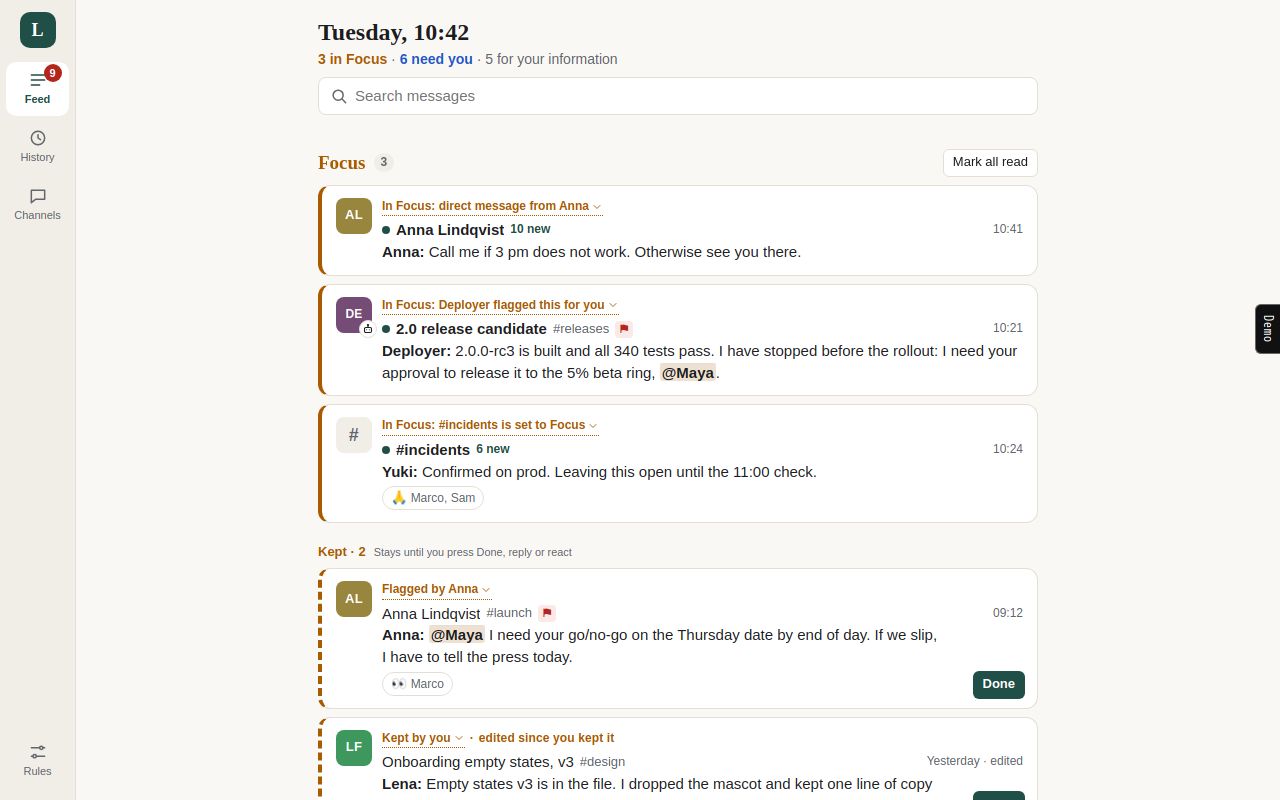 L
9
Feed
History
Channels
Rules
Tuesday, 10:42
3 in Focus · 6 need you · 5 for your information
Search messages
Focus 3
Mark all read
AL
In Focus: direct message from Anna
Anna Lindqvist 10 new 10:41
Anna: Call me if 3 pm does not work. Otherwise see you there.
DE
In Focus: Deployer flagged this for you
2.0 release candidate #releases 10:21
Deployer: 2.0.0-rc3 is built and all 340 tests pass. I have stopped before the rollout: I need your
approval to release it to the 5% beta ring, @Maya.
#
In Focus: #incidents is set to Focus
#incidents 6 new 10:24
Yuki: Confirmed on prod. Leaving this open until the 11:00 check.
🙏 Marco, Sam
Kept · 2 Stays until you press Done, reply or react
AL
Flagged by Anna
Anna Lindqvist #launch 09:12
Anna: @Maya I need your go/no-go on the Thursday date by end of day. If we slip,
I have to tell the press today.
👀 Marco
Done
LF
Kept by you · edited since you kept it
Onboarding empty states, v3 #design Yesterday · edited
Lena: Empty states v3 is in the file. I dropped the mascot and kept one line of copy
Demo